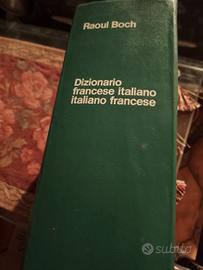 Raoul Boch
Dizionario
francese italiano
italiano francese
subito